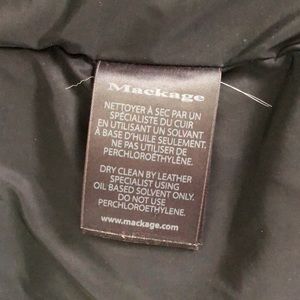 Mackage
NETTOYER À SEC PAR UN
SPÉCIALISTE DU CUIR
EN UTILISANT UN SOLVANT
À BASE D'HUILE SEULEMENT.
NE PAS UTILISER DE
PERCHLOROÉTHYLÈNE.
DRY CLEAN BY LEATHER
SPECIALIST USING
OIL BASED SOLVENT ONLY.
DO NOT USE
PERCHLOROETHYLENE.
www.mackage.com